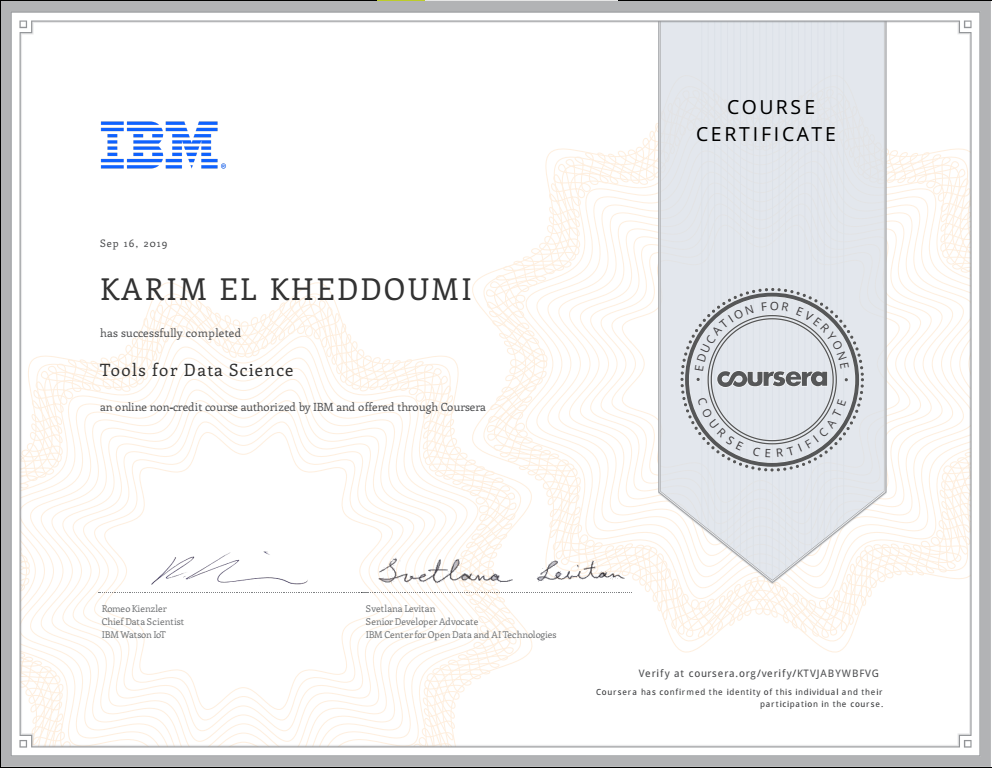 COURSE
CERTIFICATE
IBM®
Sep 16, 2019
KARIM EL KHEDDOUMI
has successfully completed
Tools for Data Science
an online non-credit course authorized by IBM and offered through Coursera
EDUCATION FOR EVERYONE
coursera
COURSE CERTIFICATE
Svetlana Levitan
Romeo Kienzler
Chief Data Scientist
IBM Watson IoT
Svetlana Levitan
Senior Developer Advocate
IBM Center for Open Data and AI Technologies
Verify at coursera.org/verify/KTVJABYWBFVG
Coursera has confirmed the identity of this individual and their
participation in the course.